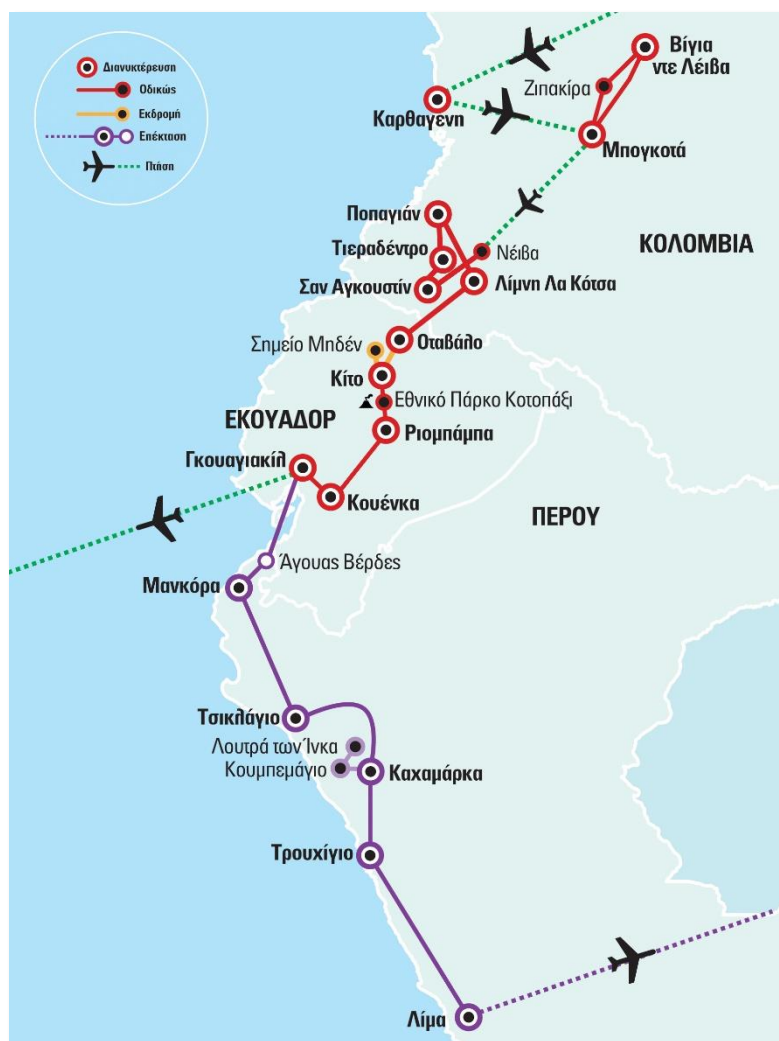 Διανυκτέρευση
Οδικώς
Εκδρομή
Επέκταση
Πτήση
Βίγια
ντε Λέιβα
Ζιπακίρα
Καρθαγένη
Μπογκοτά
Ποπαγιάν
ΚΟΛΟΜΒΙΑ
Τιεραδέντρο
Νέιβα
Σαν Αγκουστίν
Λίμνη Λα Κότσα
Οταβάλο
Σημείο Μηδέν
Κίτο
Εθνικό Πάρκο Κοτοπάξι
ΕΚΟΥΑΔΟΡ
Ριομπάμπα
Γκουαγιακίλ
Κουένκα
ΠΕΡΟΥ
Άγουας Βέρδες
Μανκόρα
Τσικλάγιο
Λουτρά των Ίνκα
Κουμπεμάγιο
Καχαμάρκα
Τρουχίγιο
Λίμα